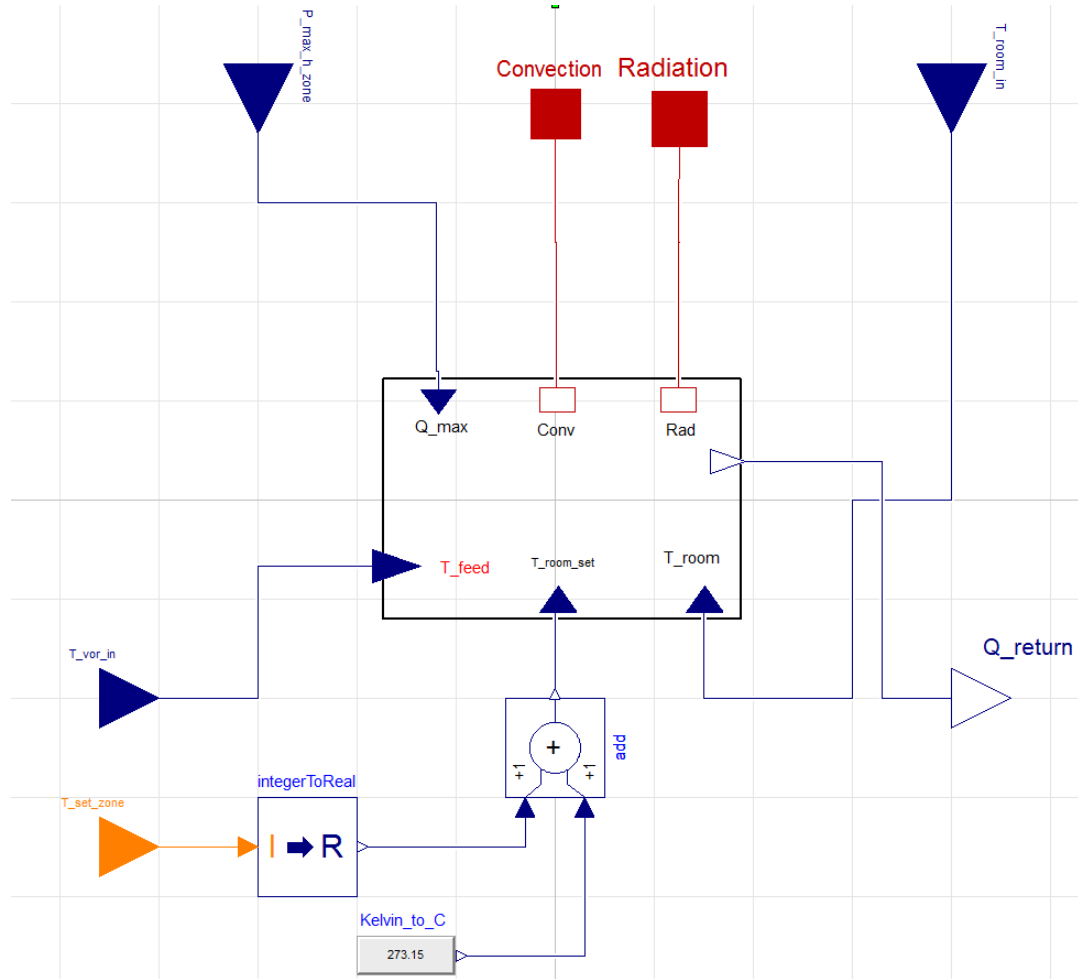 P_max_h_zone
T_room_in
Convection
Radiation
Q_max
Conv
Rad
T_feed
T_room_set
T_room
T_vor_in
Q_return
+
+1
+1
add
integerToReal
T_set_zone
I
R
Kelvin_to_C
273.15